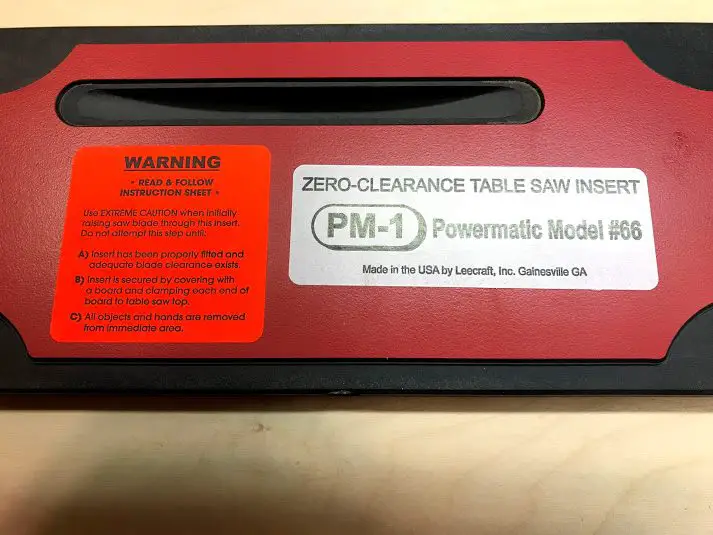 WARNING
• READ & FOLLOW
INSTRUCTION SHEET •
Use EXTREME CAUTION when initially
raising saw blade through this insert.
Do not attempt this step until:
A) Insert has been properly fitted and
adequate blade clearance exists.
B) Insert is secured by covering with
a board and clamping each end of
board to table saw top.
C) All objects and hands are removed
from immediate area.
ZERO-CLEARANCE TABLE SAW INSERT
PM-1 Powermatic Model #66
Made in the USA by Leecraft, Inc. Gainesville GA